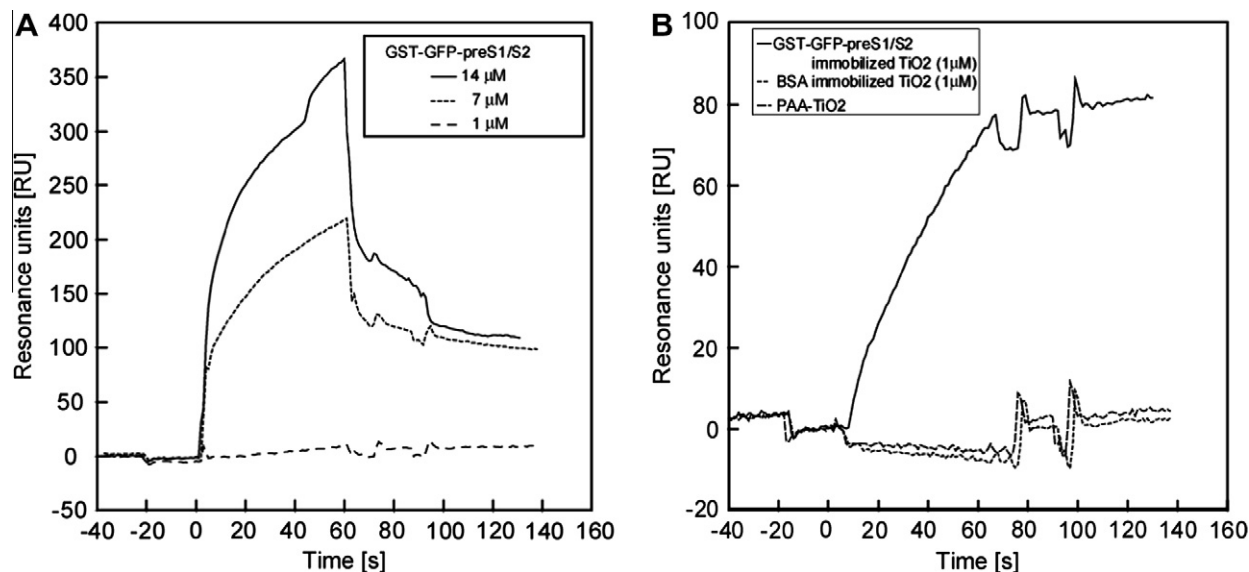 A
400
350
300
250
200
150
100
50
0
-50
Resonance units [RU]
GST-GFP-preS1/S2
14 μM
7 μM
1 μM
-40 -20 0 20 40 60 80 100 120 140 160
Time [s]
B
100
80
60
40
20
0
-20
Resonance units [RU]
GST-GFP-preS1/S2
immobilized TiO2 (1μM)
BSA immobilized TiO2 (1μM)
PAA-TiO2
-40 -20 0 20 40 60 80 100 120 140 160
Time [s]